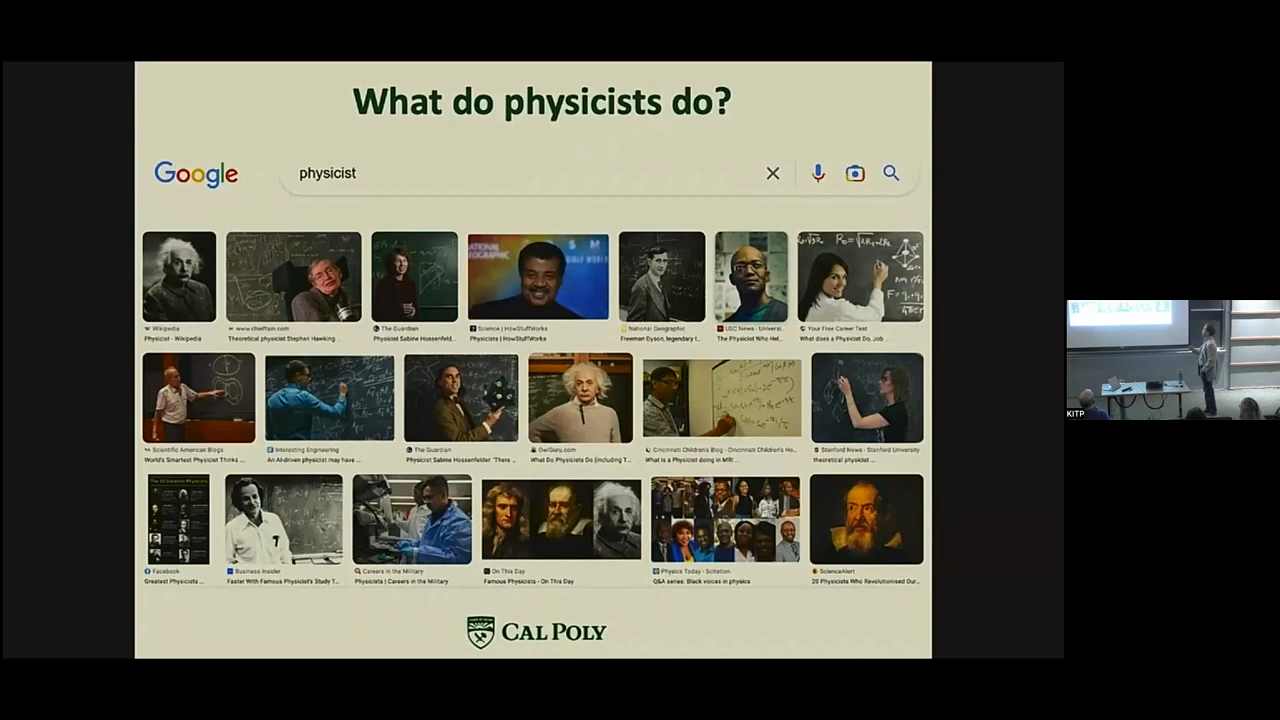 What do physicists do?
Google
physicist
Wikipedia
Physicist - Wikipedia
www.chieftain.com
Theoretical physicist Stephen Hawking ...
The Guardian
Physicist Sabine Hossenfeld...
Science | HowStuffWorks
Physicists | HowStuffWorks
National Geographic
Freeman Dyson, legendary t...
USC News - Universi...
The Physicist Who Hel...
Your Free Career Test
What does a Physicist Do, Job ...
Scientific American Blogs
World's Smartest Physicist Thinks ...
Interesting Engineering
An AI-driven physicist may have ...
The Guardian
Physicist Sabine Hossenfelder: 'There ...
OwlGuru.com
What Do Physicists Do (including T...
Cincinnati Children's Blog - Cincinnati Children's Ho...
What is a Physicist doing in MRI ...
Stanford News - Stanford University
theoretical physicist ...
Facebook
Greatest Physicists ...
Business Insider
Faster With Famous Physicist's Study T...
Careers in the Military
Physicists | Careers in the Military
On This Day
Famous Physicists - On This Day
Physics Today - Scitation
Q&A series: Black voices in physics
ScienceAlert
20 Physicists Who Revolutionised Our...
CAL POLY
KITP